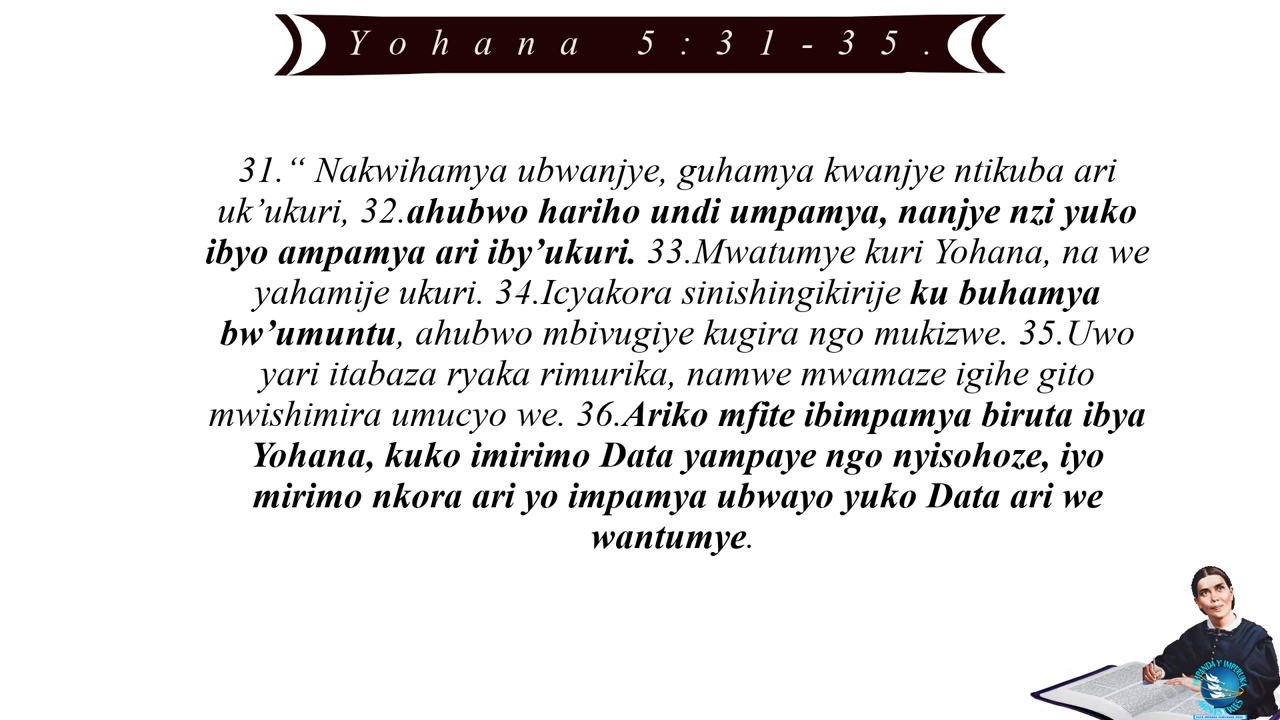 Yohana 5:31-35.
31.“ Nakwihamya ubwanjye, guhamya kwanjye ntikuba ari
uk’ukuri, 32.ahubwo hariho undi umpamya, nanjye nzi yuko
ibyo ampamya ari iby’ukuri. 33.Mwatumye kuri Yohana, na we
yahamije ukuri. 34.Icyakora sinishingikirije ku buhamya
bw’umuntu, ahubwo mbivugiye kugira ngo mukizwe. 35.Uwo
yari itabaza ryaka rimurika, namwe mwamaze igihe gito
mwishimira umucyo we. 36.Ariko mfite ibimpamya biruta ibya
Yohana, kuko imirimo Data yampaye ngo nyisohoze, iyo
mirimo nkora ari yo impamya ubwayo yuko Data ari we
wantumye.